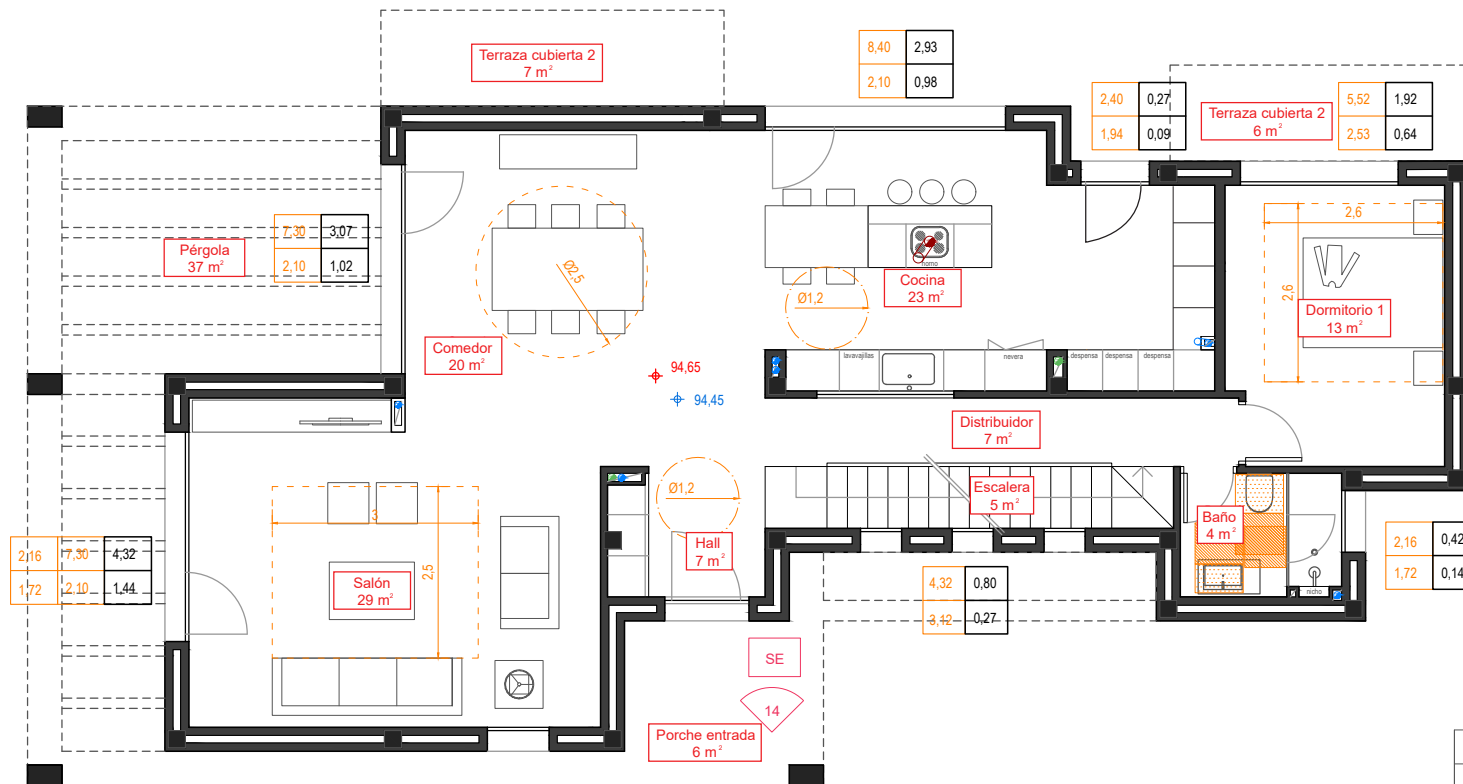 Terraza cubierta 2
7 m²
8,40 2,93
2,10 0,98
2,40 0,27
1,94 0,09
Terraza cubierta 2
6 m²
5,52 1,92
2,53 0,64
Pérgola
37 m²
7,30 3,07
2,10 1,02
Ø2,5
horno
Cocina
23 m²
Ø1,2
2,6
2,6
Dormitorio 1
13 m²
Comedor
20 m²
lavavajillas
nevera
despensa
despensa
despensa
94,65
94,45
Distribuidor
7 m²
Ø1,2
Escalera
5 m²
Baño
4 m²
Hall
7 m²
3
2,5
Salón
29 m²
2,16 7,30 4,32
1,72 2,10 1,44
4,32 0,80
3,12 0,27
2,16 0,42
1,72 0,14
nicho
SE
14
Porche entrada
6 m²